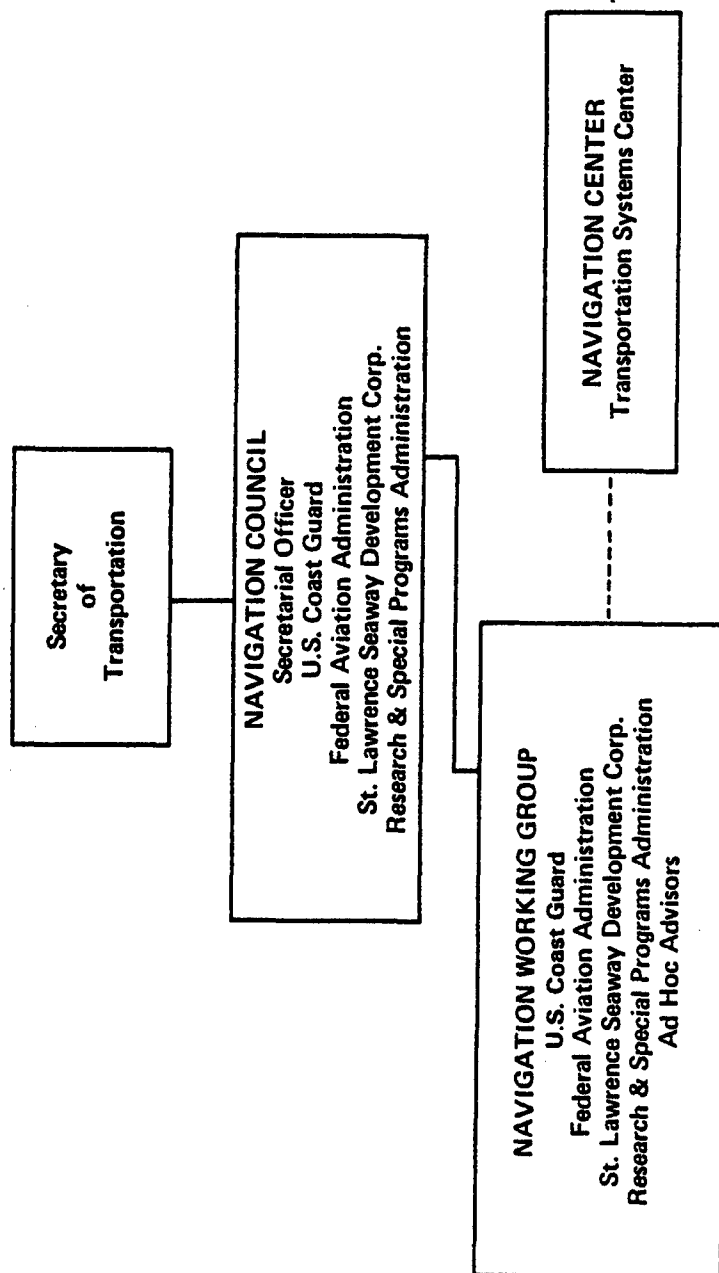 Secretary
of
Transportation
NAVIGATION COUNCIL
Secretarial Officer
U.S. Coast Guard
Federal Aviation Administration
St. Lawrence Seaway Development Corp.
Research & Special Programs Administration
NAVIGATION WORKING GROUP
U.S. Coast Guard
Federal Aviation Administration
St. Lawrence Seaway Development Corp.
Research & Special Programs Administration
Ad Hoc Advisors
NAVIGATION CENTER
Transportation Systems Center